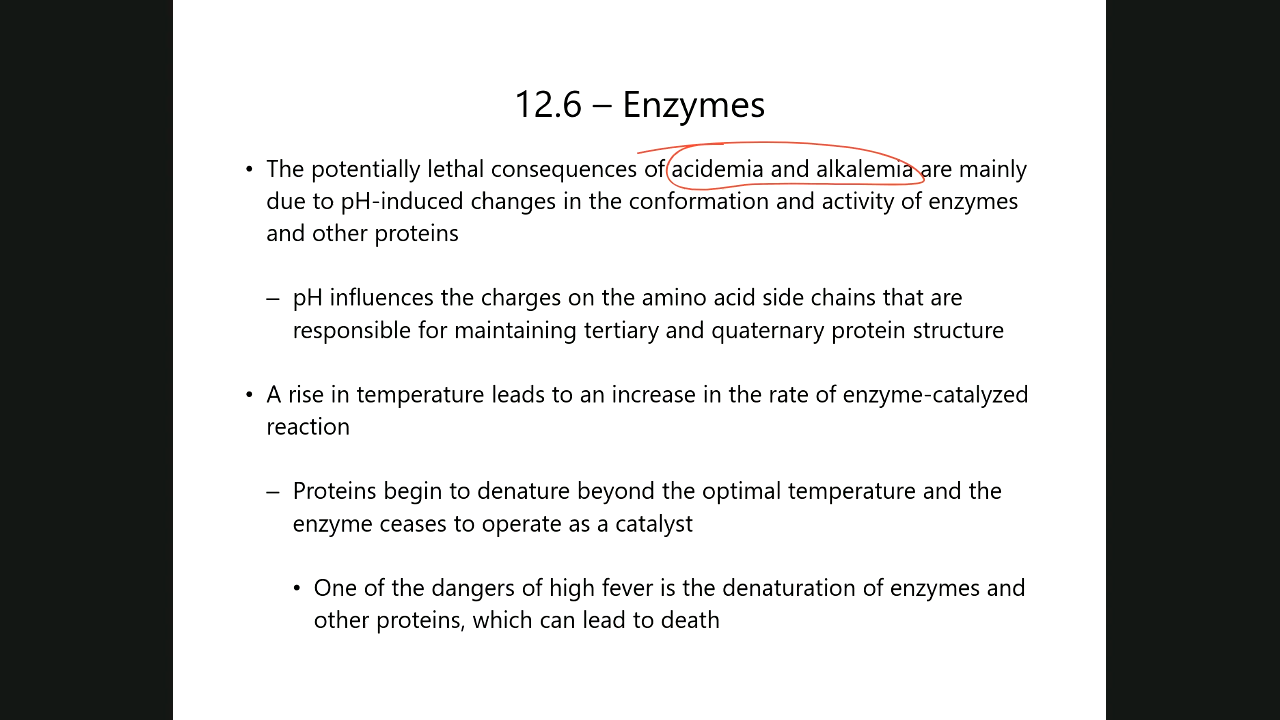 12.6 – Enzymes
• The potentially lethal consequences of acidemia and alkalemia are mainly
due to pH-induced changes in the conformation and activity of enzymes
and other proteins
– pH influences the charges on the amino acid side chains that are
responsible for maintaining tertiary and quaternary protein structure
• A rise in temperature leads to an increase in the rate of enzyme-catalyzed
reaction
– Proteins begin to denature beyond the optimal temperature and the
enzyme ceases to operate as a catalyst
• One of the dangers of high fever is the denaturation of enzymes and
other proteins, which can lead to death